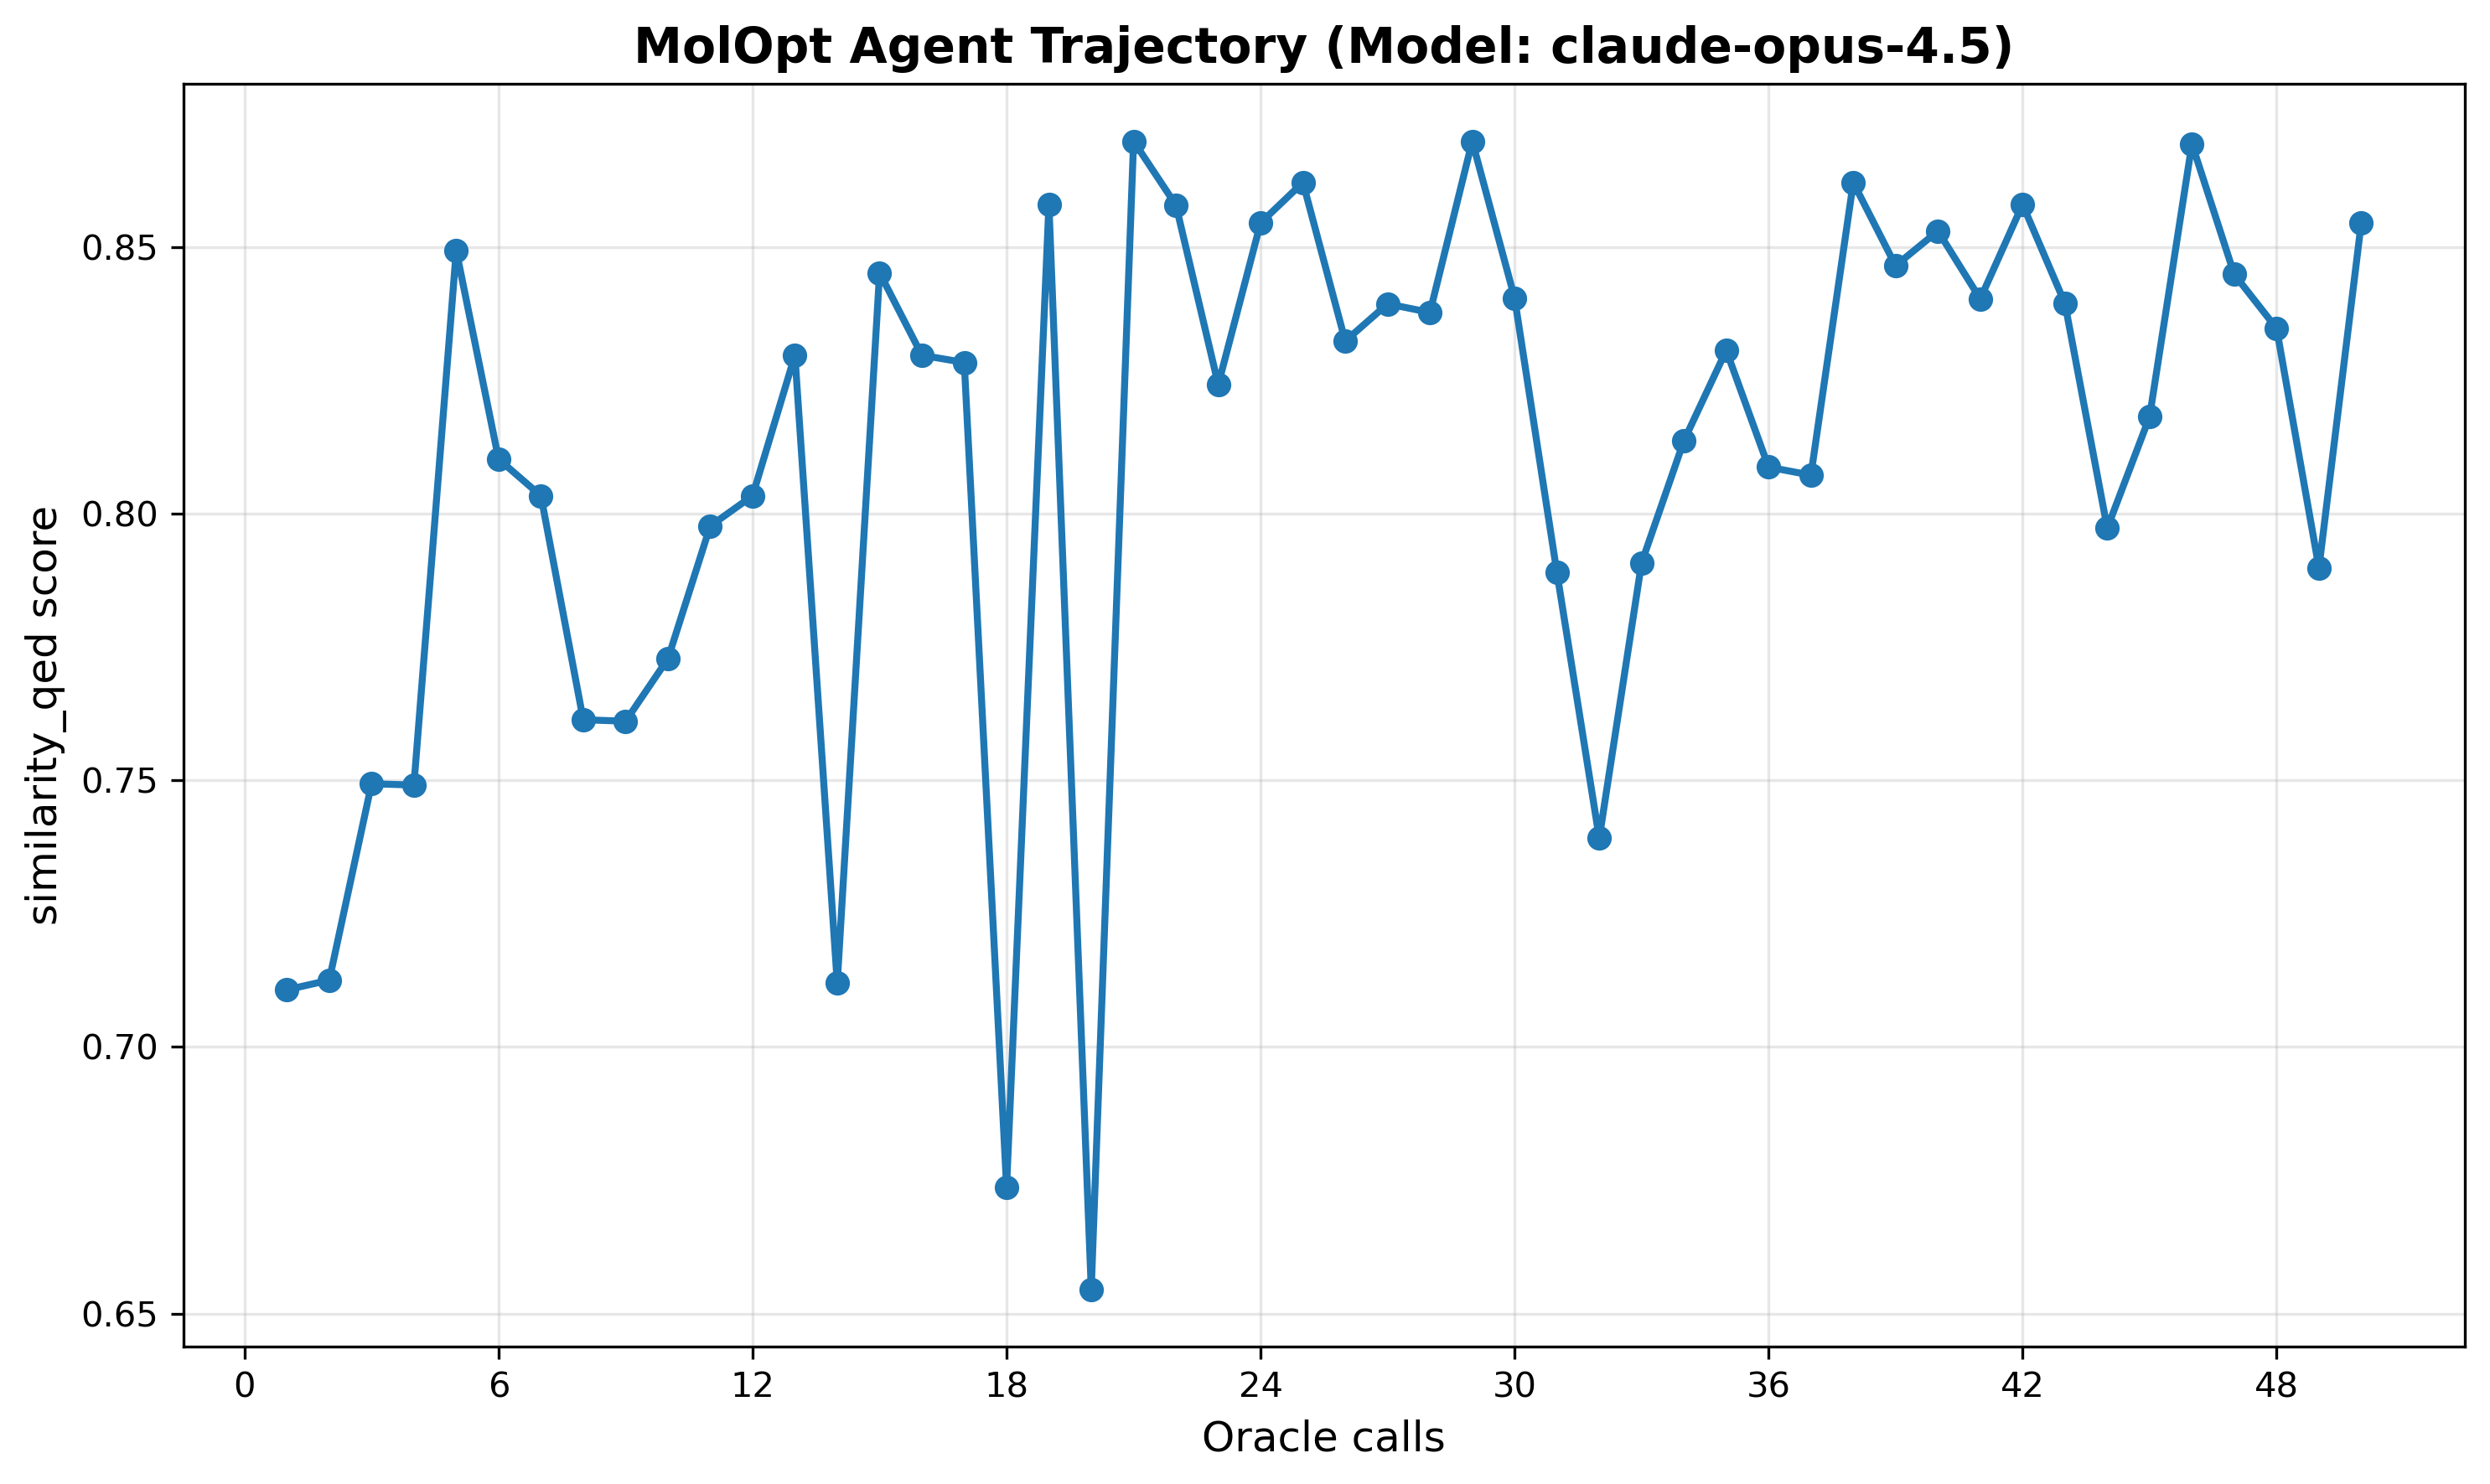 MolOpt Agent Trajectory (Model: claude-opus-4.5)
similarity_qed score
0.85
0.80
0.75
0.70
0.65
0 6 12 18 24 30 36 42 48
Oracle calls